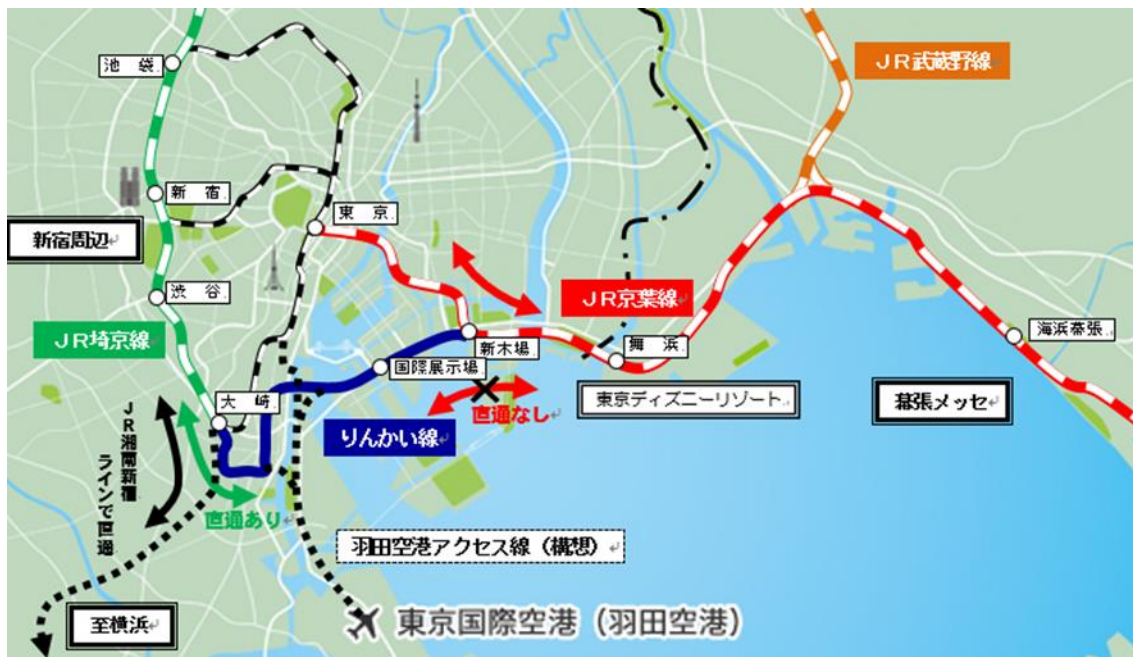 池袋
JR武蔵野線
新宿
東京
新宿周辺
渋谷
JR京葉線
JR埼京線
新木場
舞浜
海浜幕張
国際展示場
大崎
直通なし
東京ディズニーリゾート
幕張メッセ
りんかい線
JR湘南新宿
ラインで直通
直通あり
羽田空港アクセス線（構想）
至横浜
東京国際空港（羽田空港）